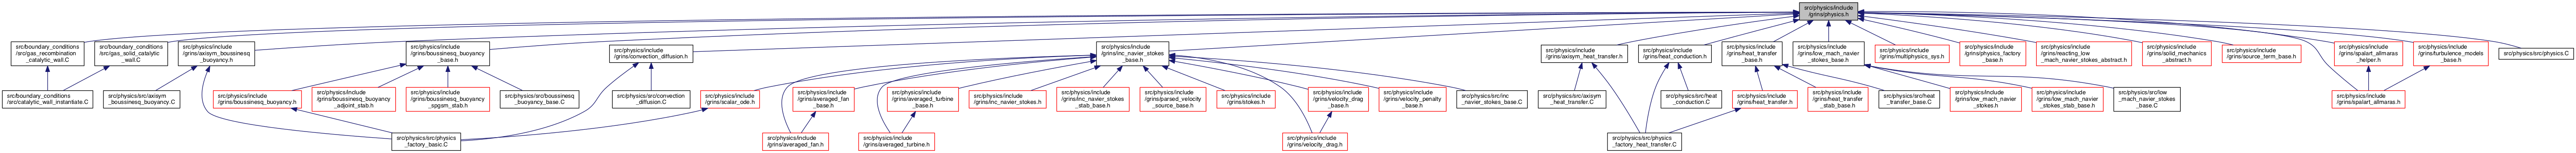 src/physics/include
/grins/physics.h
src/boundary_conditions
/src/gas_recombination
_catalytic_wall.C
src/boundary_conditions
/src/gas_solid_catalytic
_wall.C
src/physics/include
/grins/axisym_boussinesq
_buoyancy.h
src/physics/include
/grins/boussinesq_buoyancy
_base.h
src/physics/include
/grins/convection_diffusion.h
src/physics/include
/grins/inc_navier_stokes
_base.h
src/physics/include
/grins/axisym_heat_transfer.h
src/physics/include
/grins/heat_conduction.h
src/physics/include
/grins/heat_transfer
_base.h
src/physics/include
/grins/low_mach_navier
_stokes_base.h
src/physics/include
/grins/multiphysics_sys.h
src/physics/include
/grins/physics_factory
_base.h
src/physics/include
/grins/reacting_low
_mach_navier_stokes_abstract.h
src/physics/include
/grins/solid_mechanics
_abstract.h
src/physics/include
/grins/source_term_base.h
src/physics/include
/grins/spalart_allmaras
_helper.h
src/physics/include
/grins/turbulence_models
_base.h
src/physics/src/physics.C
src/boundary_conditions
/src/catalytic_wall_instantiate.C
src/physics/src/axisym
_boussinesq_buoyancy.C
src/physics/include
/grins/boussinesq_buoyancy.h
src/physics/include
/grins/boussinesq_buoyancy
_adjoint_stab.h
src/physics/include
/grins/boussinesq_buoyancy
_spgsm_stab.h
src/physics/src/boussinesq
_buoyancy_base.C
src/physics/src/convection
_diffusion.C
src/physics/include
/grins/scalar_ode.h
src/physics/include
/grins/averaged_fan
_base.h
src/physics/include
/grins/averaged_turbine
_base.h
src/physics/include
/grins/inc_navier_stokes.h
src/physics/include
/grins/inc_navier_stokes
_stab_base.h
src/physics/include
/grins/parsed_velocity
_source_base.h
src/physics/include
/grins/stokes.h
src/physics/include
/grins/velocity_drag
_base.h
src/physics/include
/grins/velocity_penalty
_base.h
src/physics/src/inc
_navier_stokes_base.C
src/physics/src/axisym
_heat_transfer.C
src/physics/src/heat
_conduction.C
src/physics/include
/grins/heat_transfer.h
src/physics/include
/grins/heat_transfer
_stab_base.h
src/physics/src/heat
_transfer_base.C
src/physics/include
/grins/low_mach_navier
_stokes.h
src/physics/include
/grins/low_mach_navier
_stokes_stab_base.h
src/physics/src/low
_mach_navier_stokes
_base.C
src/physics/include
/grins/spalart_allmaras.h
src/physics/src/physics
_factory_basic.C
src/physics/include
/grins/averaged_fan.h
src/physics/include
/grins/averaged_turbine.h
src/physics/include
/grins/velocity_drag.h
src/physics/src/physics
_factory_heat_transfer.C